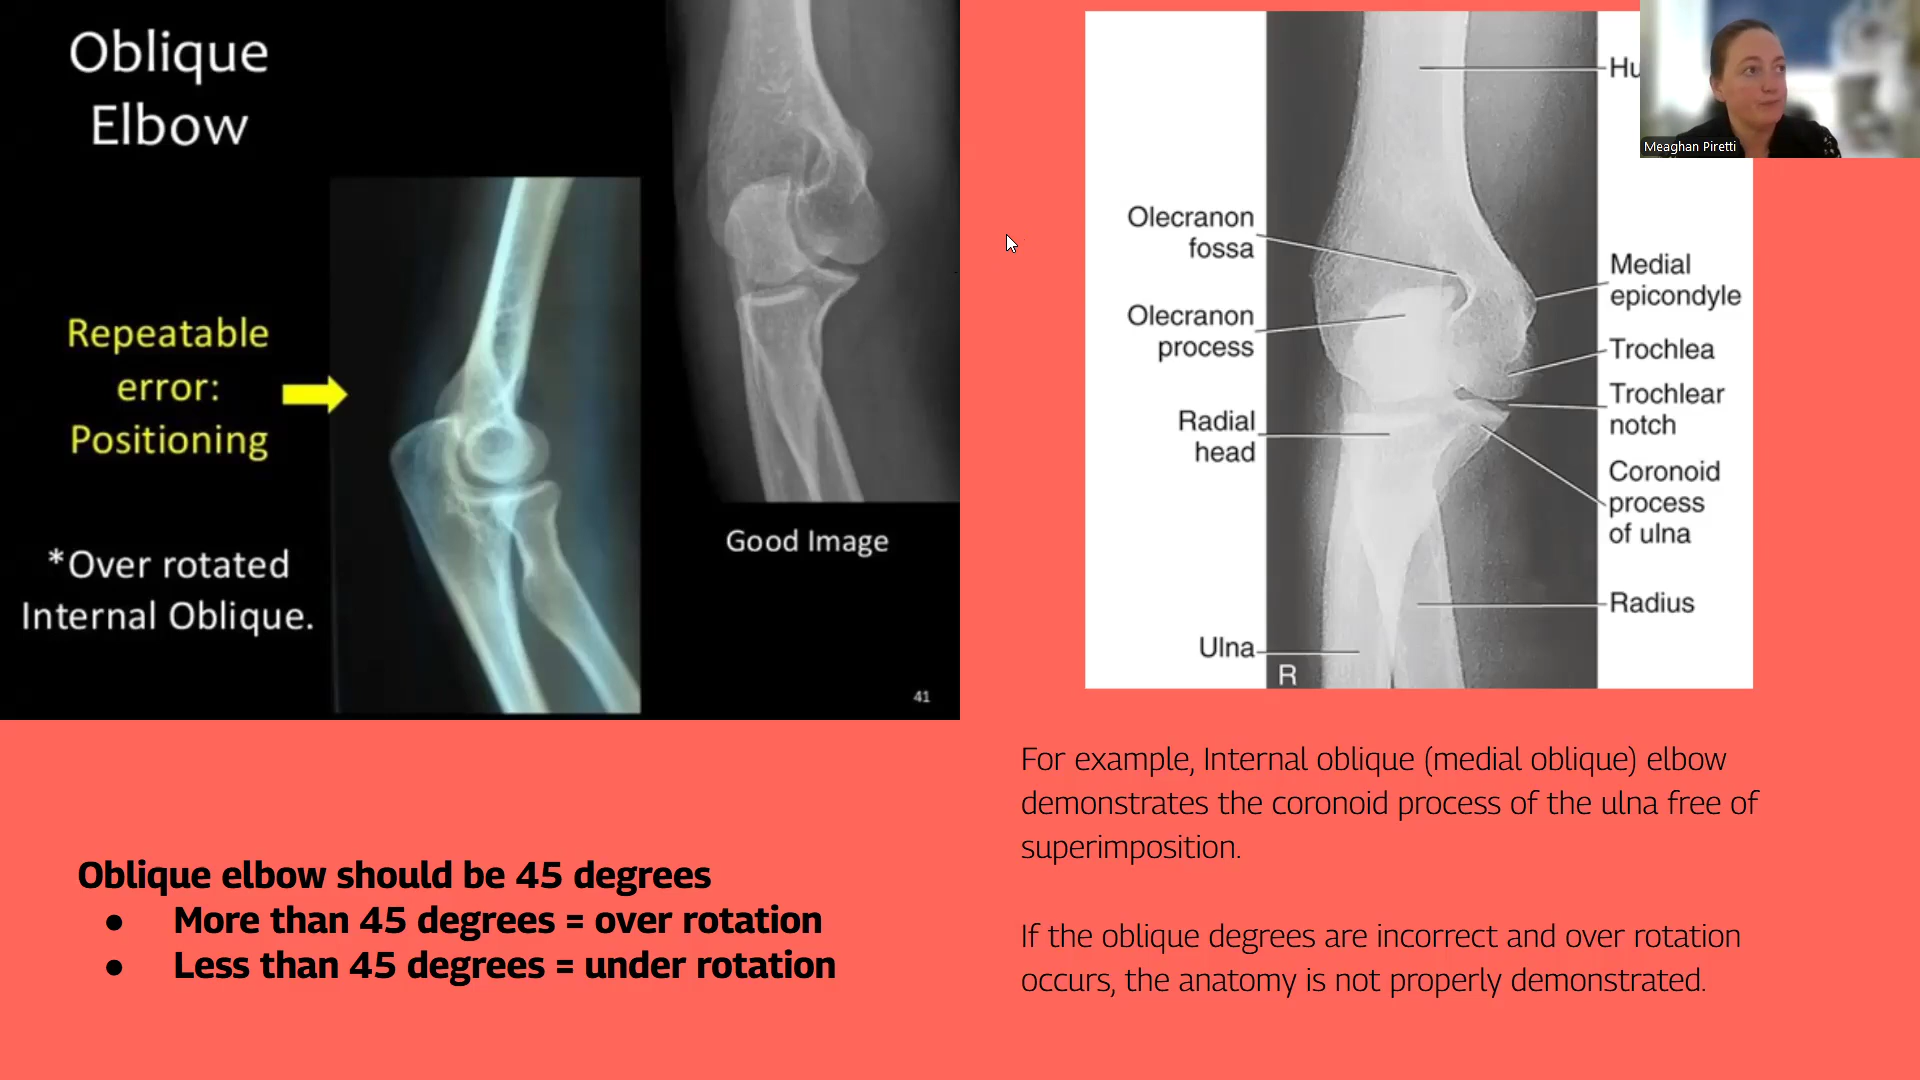 Oblique
Elbow
Repeatable
error:
Positioning
*Over rotated
Internal Oblique.
Good Image
41
Olecranon
fossa
Olecranon
process
Radial
head
Ulna
R
Medial
epicondyle
Trochlea
Trochlear
notch
Coronoid
process
of ulna
Radius
Meaghan Piretti
Oblique elbow should be 45 degrees
● More than 45 degrees = over rotation
● Less than 45 degrees = under rotation
For example, Internal oblique (medial oblique) elbow
demonstrates the coronoid process of the ulna free of
superimposition.
If the oblique degrees are incorrect and over rotation
occurs, the anatomy is not properly demonstrated.